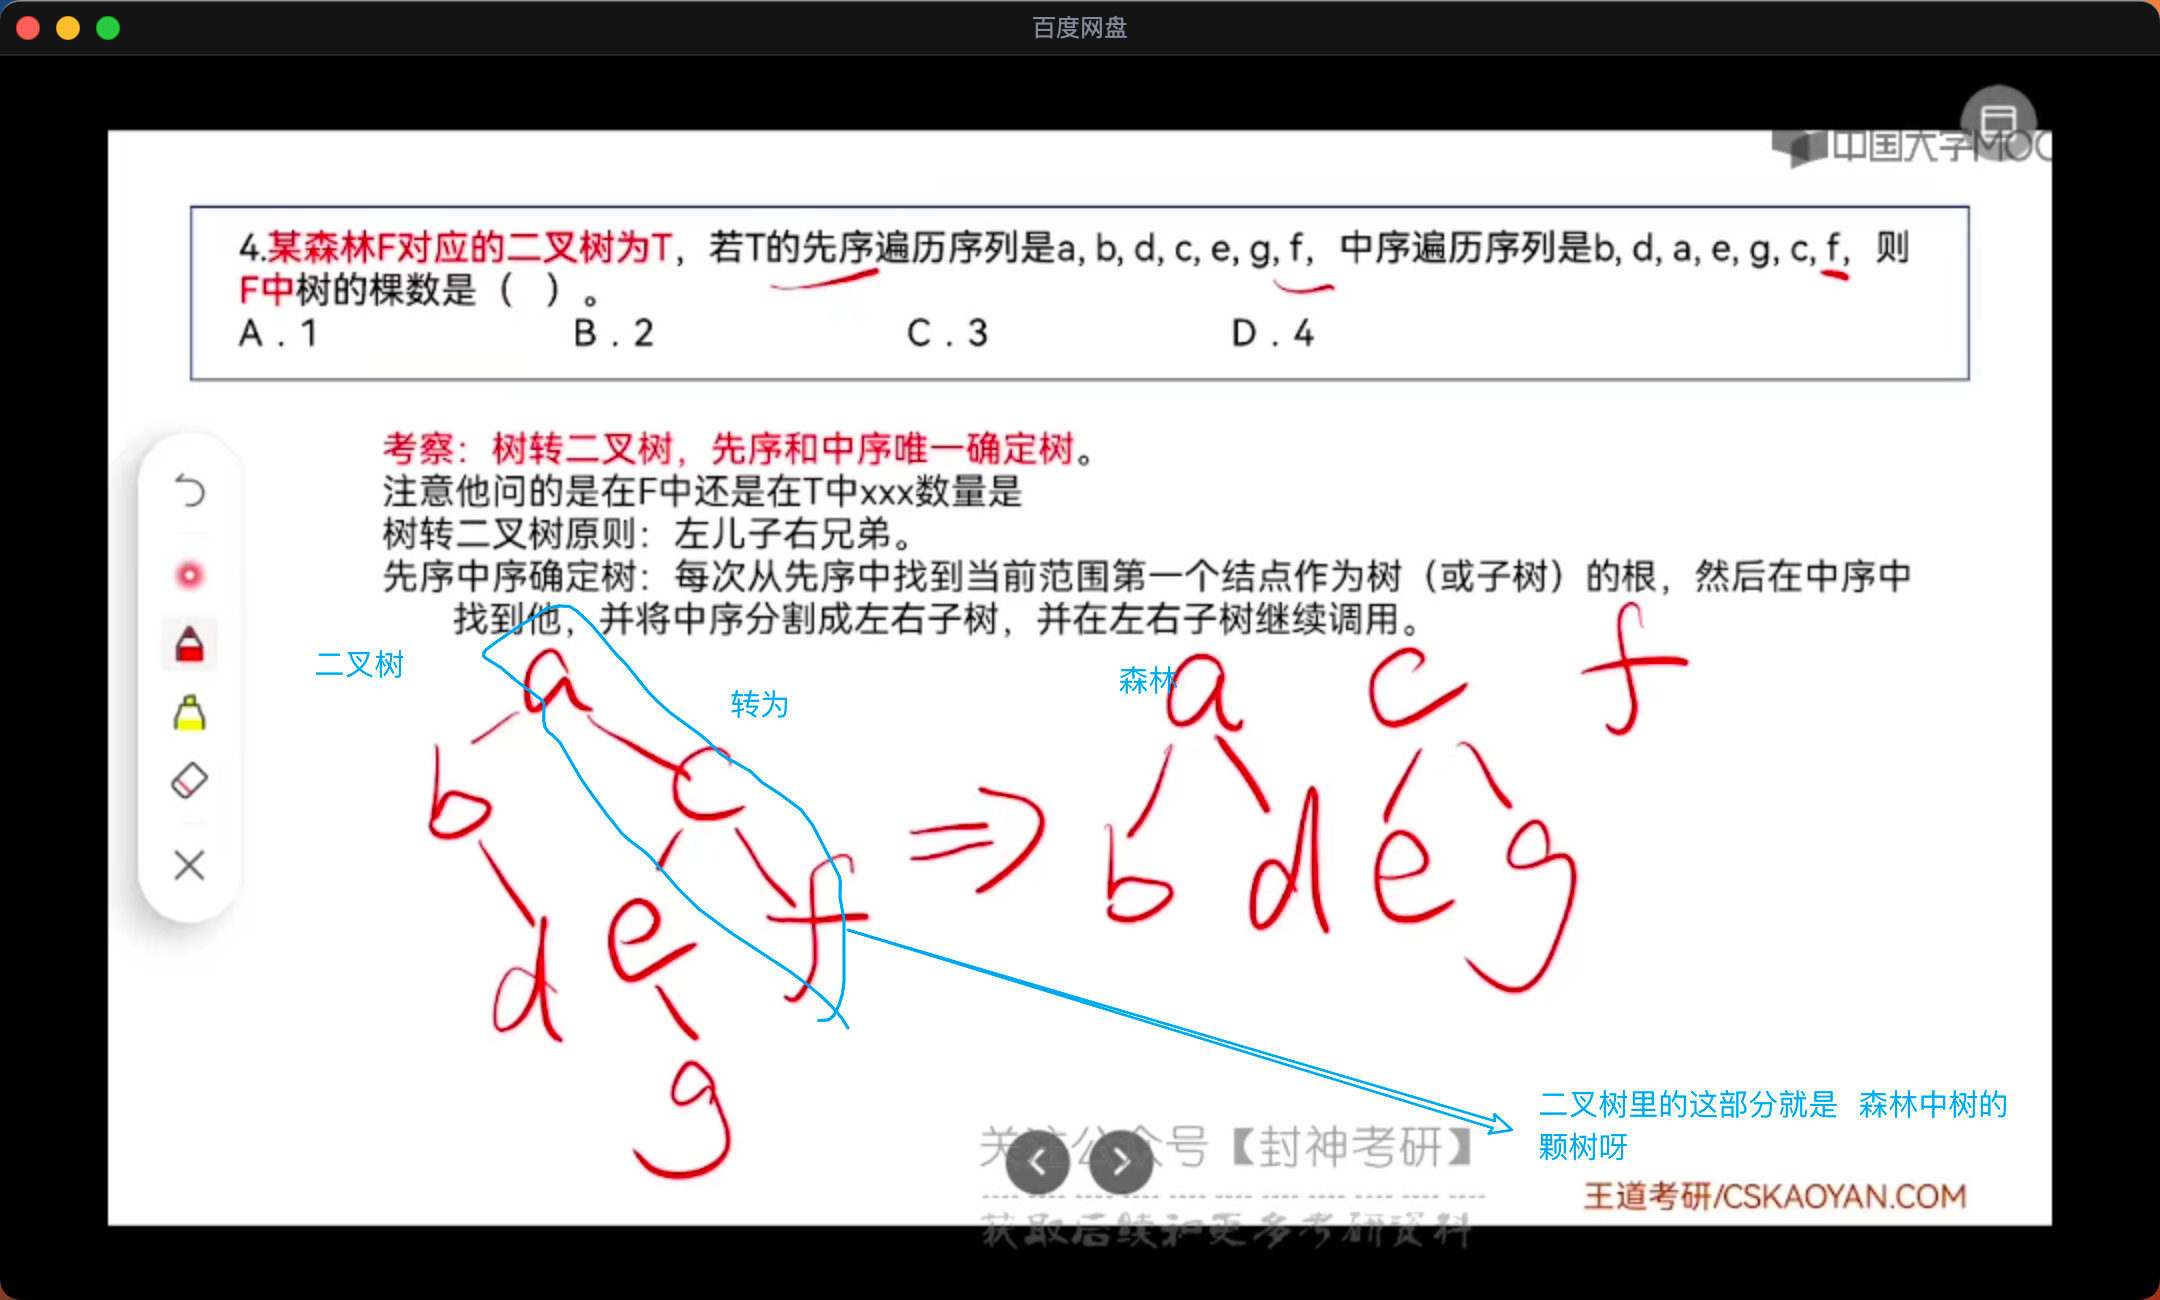 百度网盘
中国大学MOO
4.某森林F对应的二叉树为T，若T的先序遍历序列是a, b, d, c, e, g, f，中序遍历序列是b, d, a, e, g, c, f，则
F中树的棵数是（ ）。
A . 1 B . 2 C . 3 D . 4
考察：树转二叉树，先序和中序唯一确定树。
注意他问的是在F中还是在T中xxx数量是
树转二叉树原则：左儿子右兄弟。
先序中序确定树：每次从先序中找到当前范围第一个结点作为树（或子树）的根，然后在中序中
找到他，并将中序分割成左右子树，并在左右子树继续调用。
二叉树 转为 森林
a a c f
b c
b d e g
d e f
g
二叉树里的这部分就是 森林中树的
颗树呀
关注公众号【封神考研】
王道考研/CSKAOYAN.COM
获取后续和更多考研资料